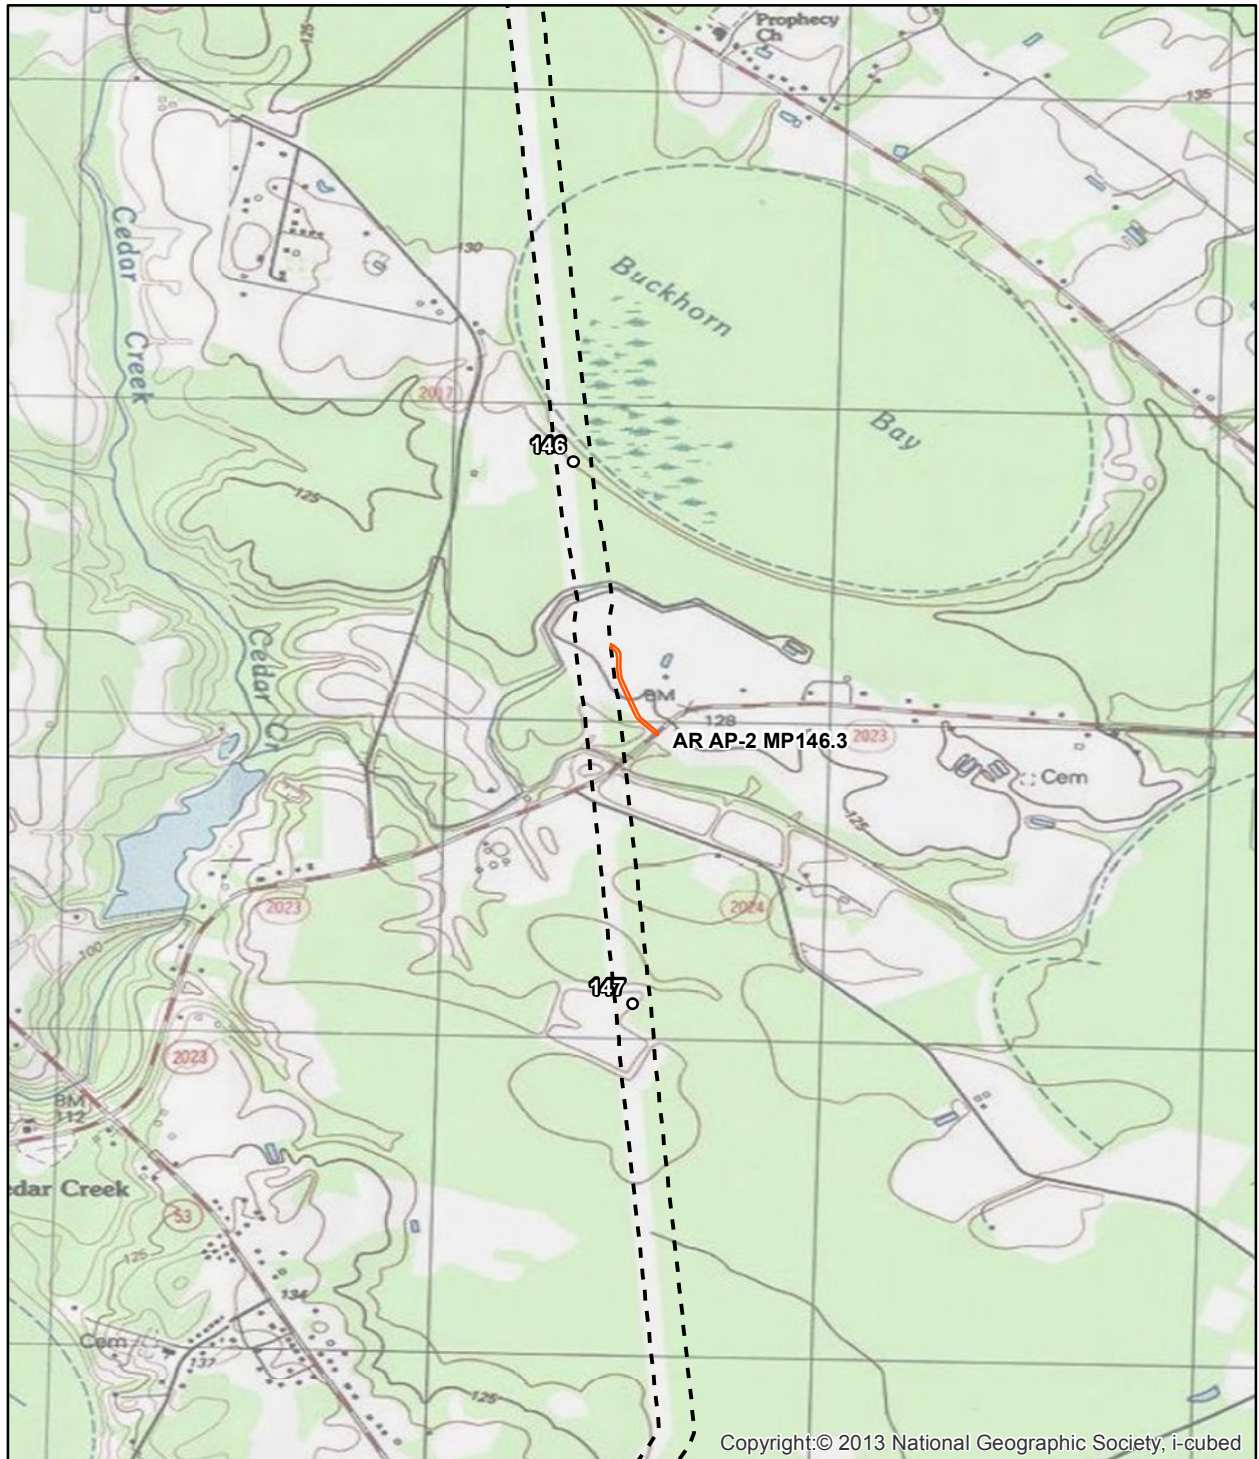 Prophecy
Ch
125
135
Cedar
Creek
130
Buckhorn
Bay
2017
146
125
Cedar Cr
BM
128
AR AP-2 MP146.3
2023
Cem
125
2023
2024
100
147
2023
BM
112
edar Creek
53
125
134
Cem
137
125
Copyright:© 2013 National Geographic Society, i-cubed